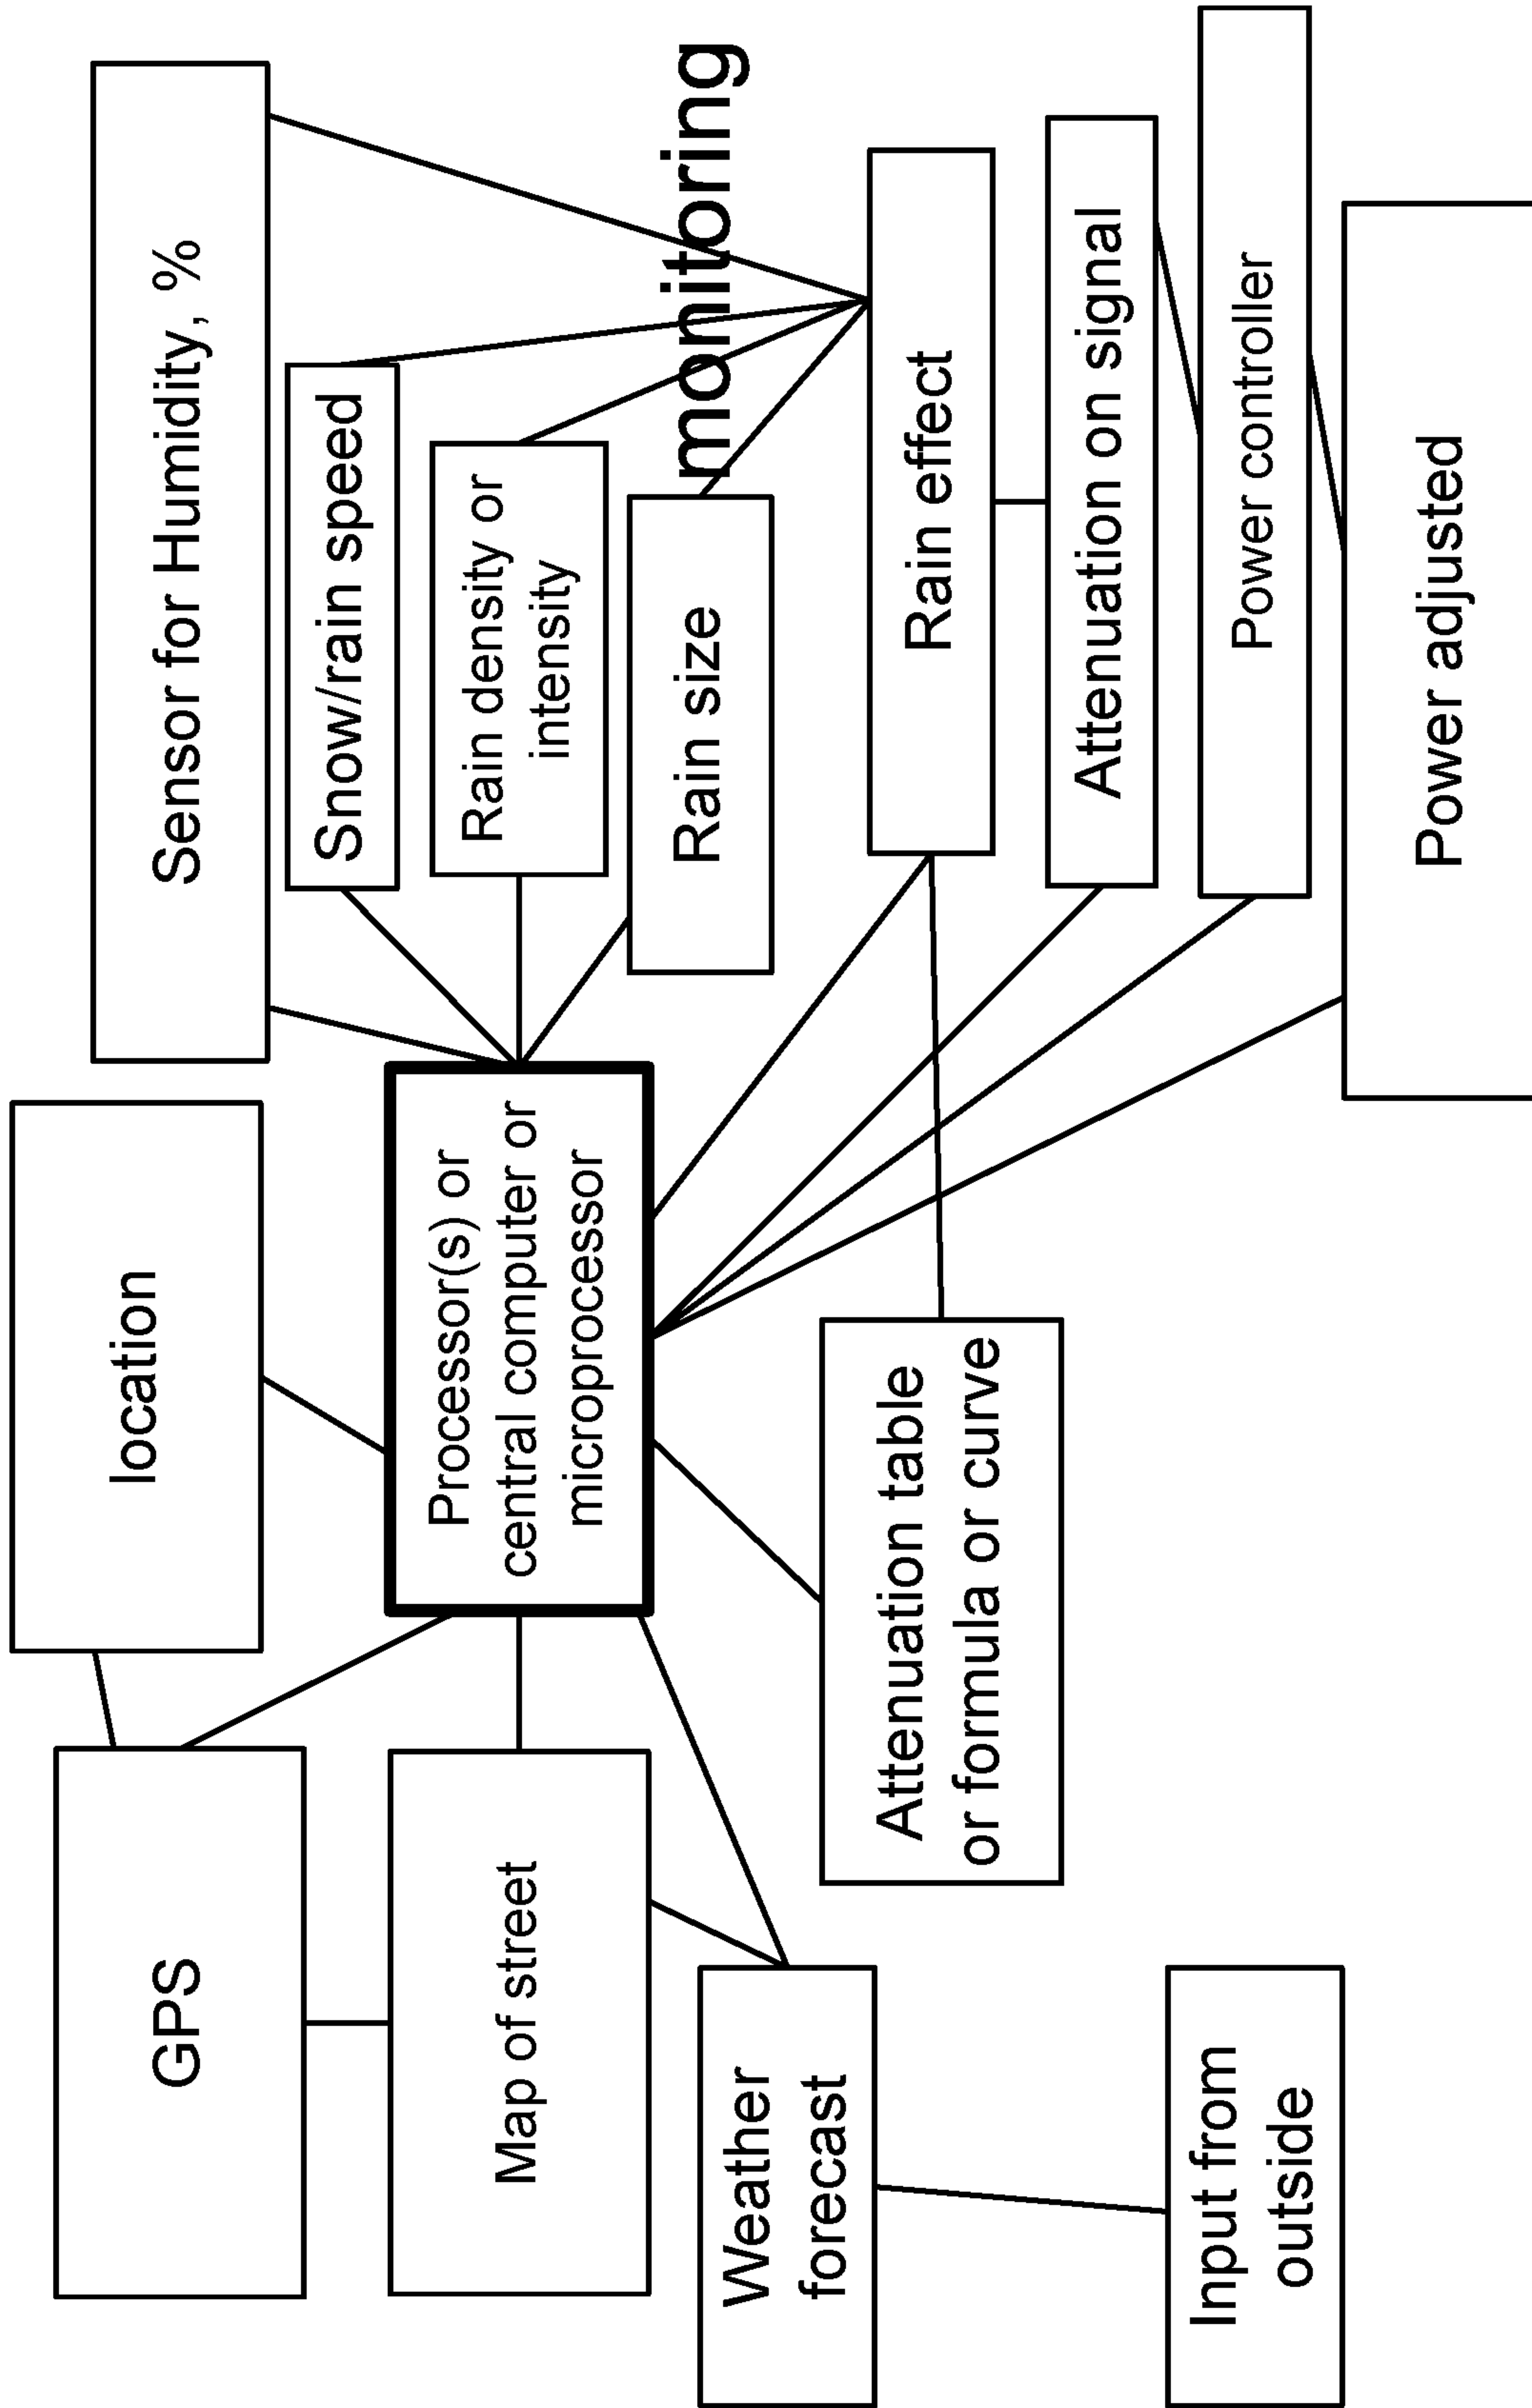 GPS
location
Sensor for Humidity, %
Snow/rain speed
Map of street
Processor(s) or
central computer or
microprocessor
Rain density or
intensity
Rain size
monitoring
Weather
forecast
Attenuation table
or formula or curve
Rain effect
Attenuation on signal
Input from
outside
Power controller
Power adjusted